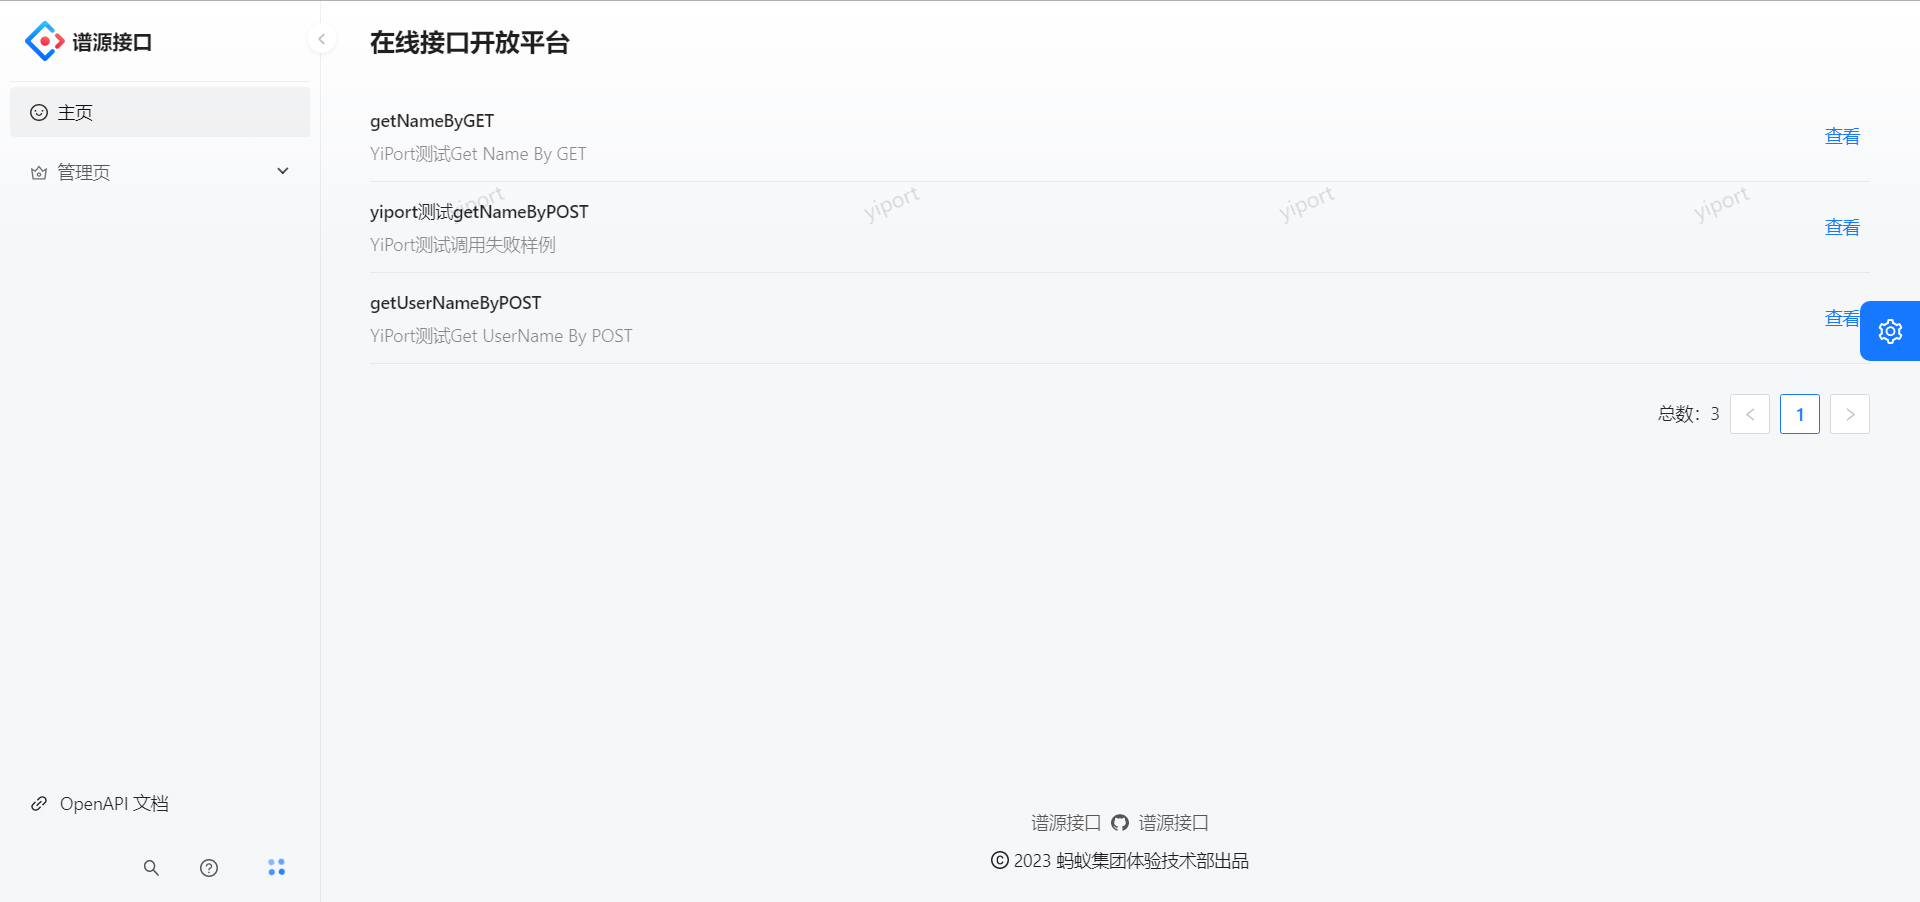 谱源接口
主页
管理页
OpenAPI 文档
在线接口开放平台
getNameByGET
YiPort测试Get Name By GET
查看
yiport测试getNameByPOST
YiPort测试调用失败样例
查看
getUserNameByPOST
YiPort测试Get UserName By POST
查看
yiport
yiport
yiport
yiport
总数：3
1
谱源接口 谱源接口
© 2023 蚂蚁集团体验技术部出品